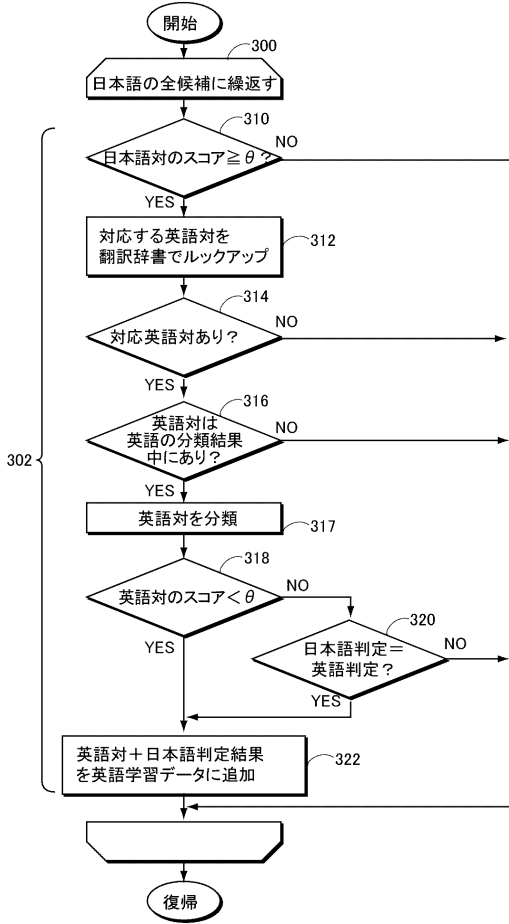 開始
300
日本語の全候補に繰返す
310
日本語対のスコア≧θ?
NO
YES
対応する英語対を
翻訳辞書でルックアップ
312
314
対応英語対あり?
NO
YES
316
英語対は
英語の分類結果
中にあり?
NO
302
YES
英語対を分類
317
318
英語対のスコア<θ
NO
YES
320
日本語判定=
英語判定?
NO
YES
英語対+日本語判定結果
を英語学習データに追加
322
復帰